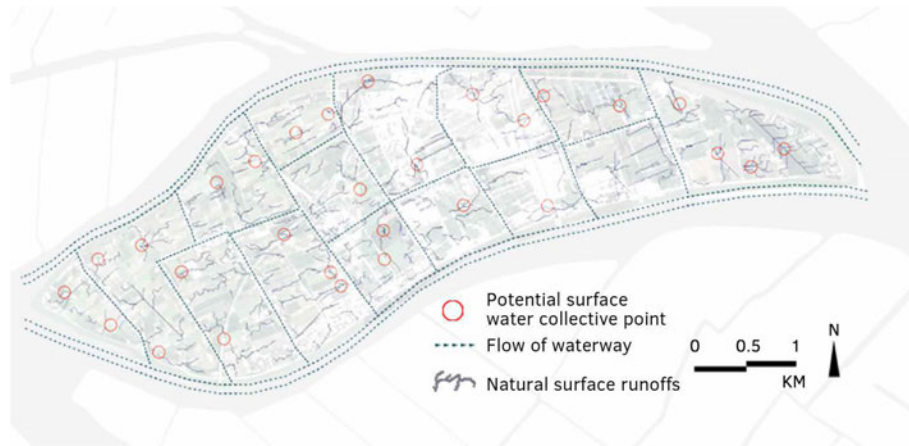 Potential surface
water collective point
Flow of waterway
Natural surface runoffs
0 0.5 1
KM
N